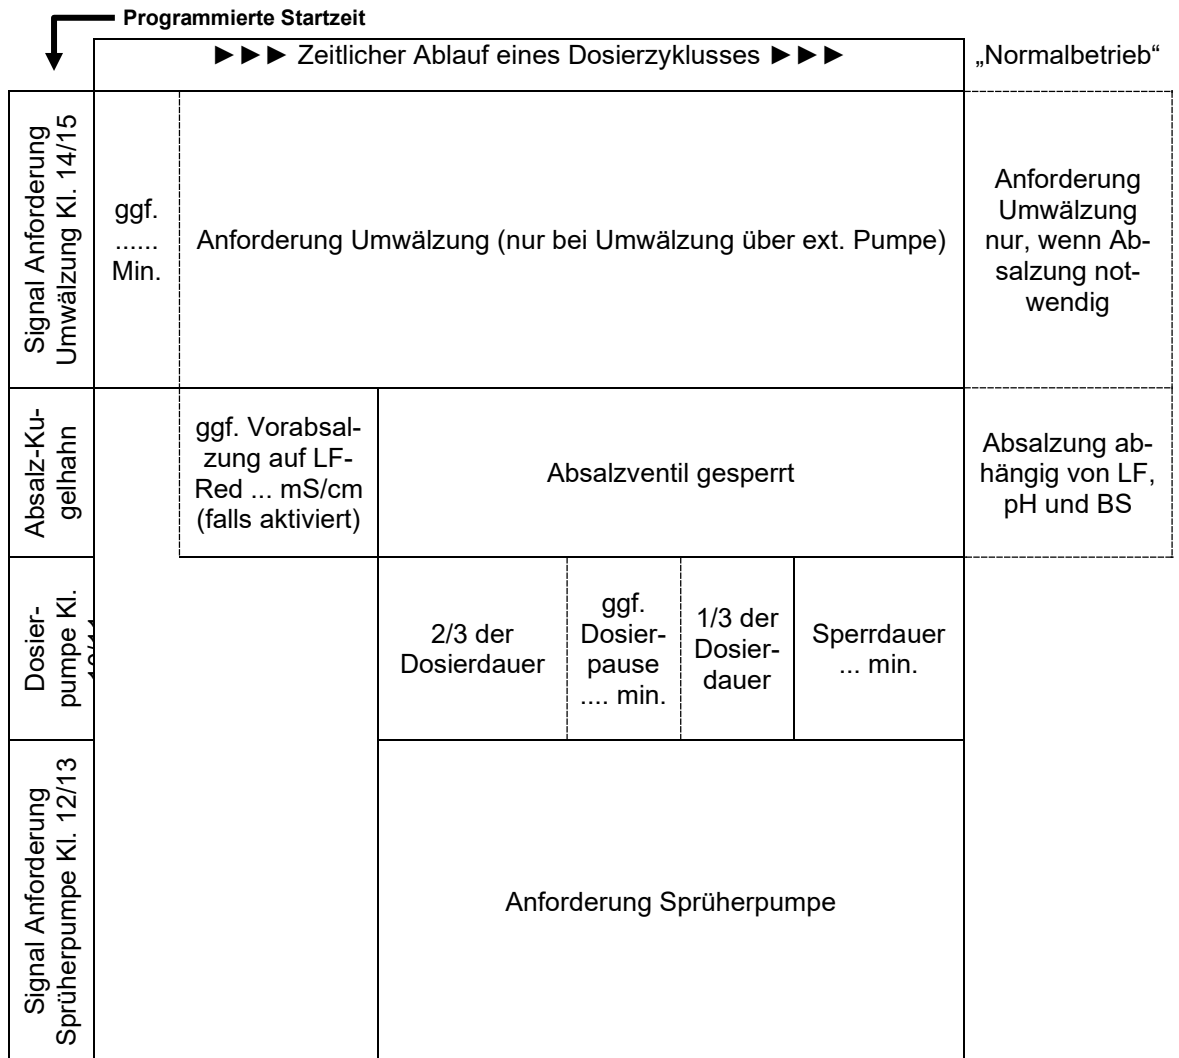 Programmierte Startzeit
►►► Zeitlicher Ablauf eines Dosierzyklusses ►►►
„Normalbetrieb“
Signal Anforderung
Umwälzung Kl. 14/15
ggf.
......
Min.
Anforderung Umwälzung (nur bei Umwälzung über ext. Pumpe)
Anforderung
Umwälzung
nur, wenn Ab-
salzung not-
wendig
Absalz-Ku-
gelhahn
ggf. Vorabsal-
zung auf LF-
Red ... mS/cm
(falls aktiviert)
Absalzventil gesperrt
Absalzung ab-
hängig von LF,
pH und BS
Dosier-
pumpe Kl.
2/3 der
Dosierdauer
ggf.
Dosier-
pause
.... min.
1/3 der
Dosier-
dauer
Sperrdauer
... min.
Signal Anforderung
Sprüherpumpe Kl. 12/13
Anforderung Sprüherpumpe